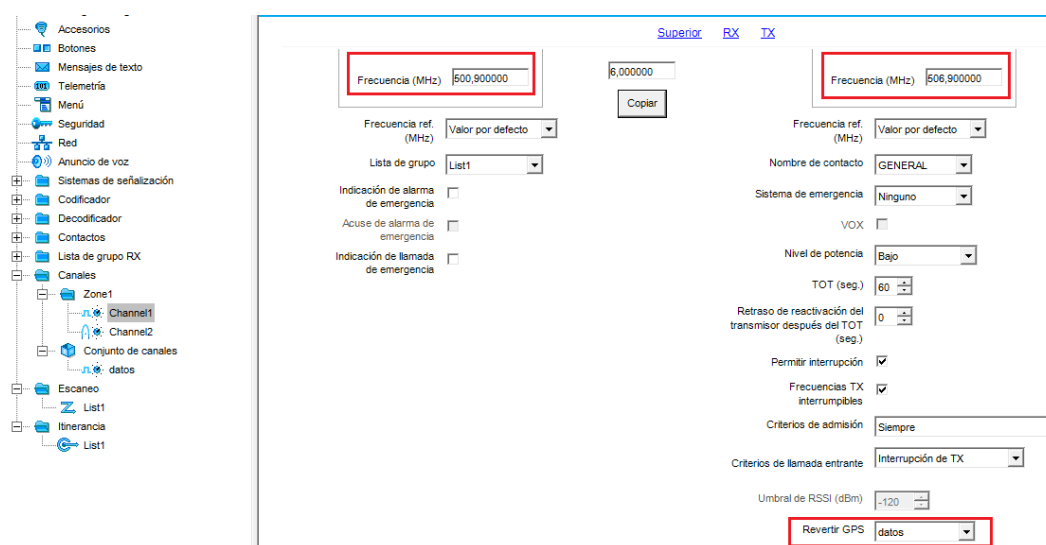 Accesorios
Botones
Mensajes de texto
Telemetría
Menú
Seguridad
Red
Anuncio de voz
Sistemas de señalización
Codificador
Decodificador
Contactos
Lista de grupo RX
Canales
Zone1
Channel1
Channel2
Conjunto de canales
datos
Escaneo
List1
Itinerancia
List1
Superior RX TX
Frecuencia (MHz) 500,900000
Frecuencia ref.
(MHz) Valor por defecto
Lista de grupo List1
Indicación de alarma
de emergencia
Acuse de alarma de
emergencia
Indicación de llamada
de emergencia
6,000000
Copiar
Frecuencia (MHz) 506,900000
Frecuencia ref.
(MHz) Valor por defecto
Nombre de contacto GENERAL
Sistema de emergencia Ninguno
VOX
Nivel de potencia Bajo
TOT (seg.) 60
Retraso de reactivación del
transmisor después del TOT
(seg.) 0
Permitir interrupción
Frecuencias TX
interrumpibles
Criterios de admisión Siempre
Criterios de llamada entrante Interrupción de TX
Umbral de RSSI (dBm) -120
Revertir GPS datos